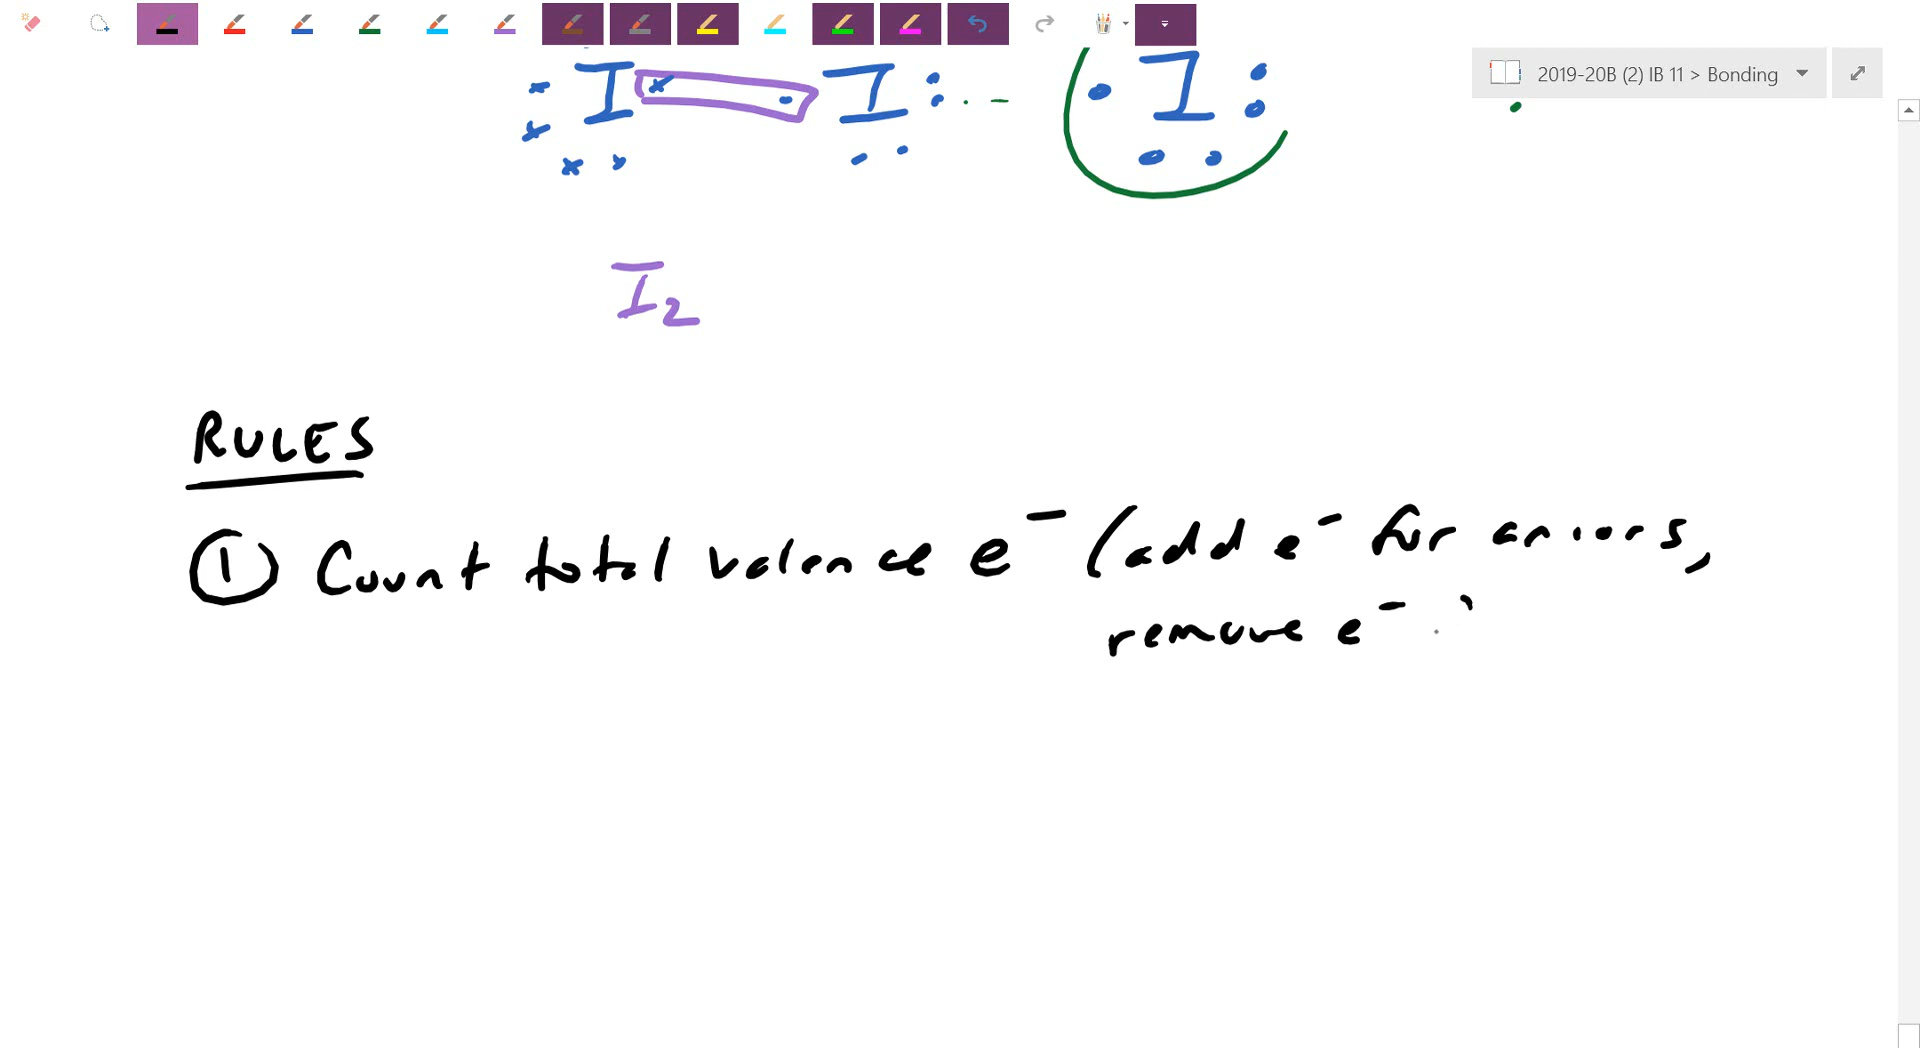 I I : I :
2019-20B (2) IB 11 > Bonding
I₂
RULES
① Count total valence e⁻ (add e⁻ for anions,
remove e⁻